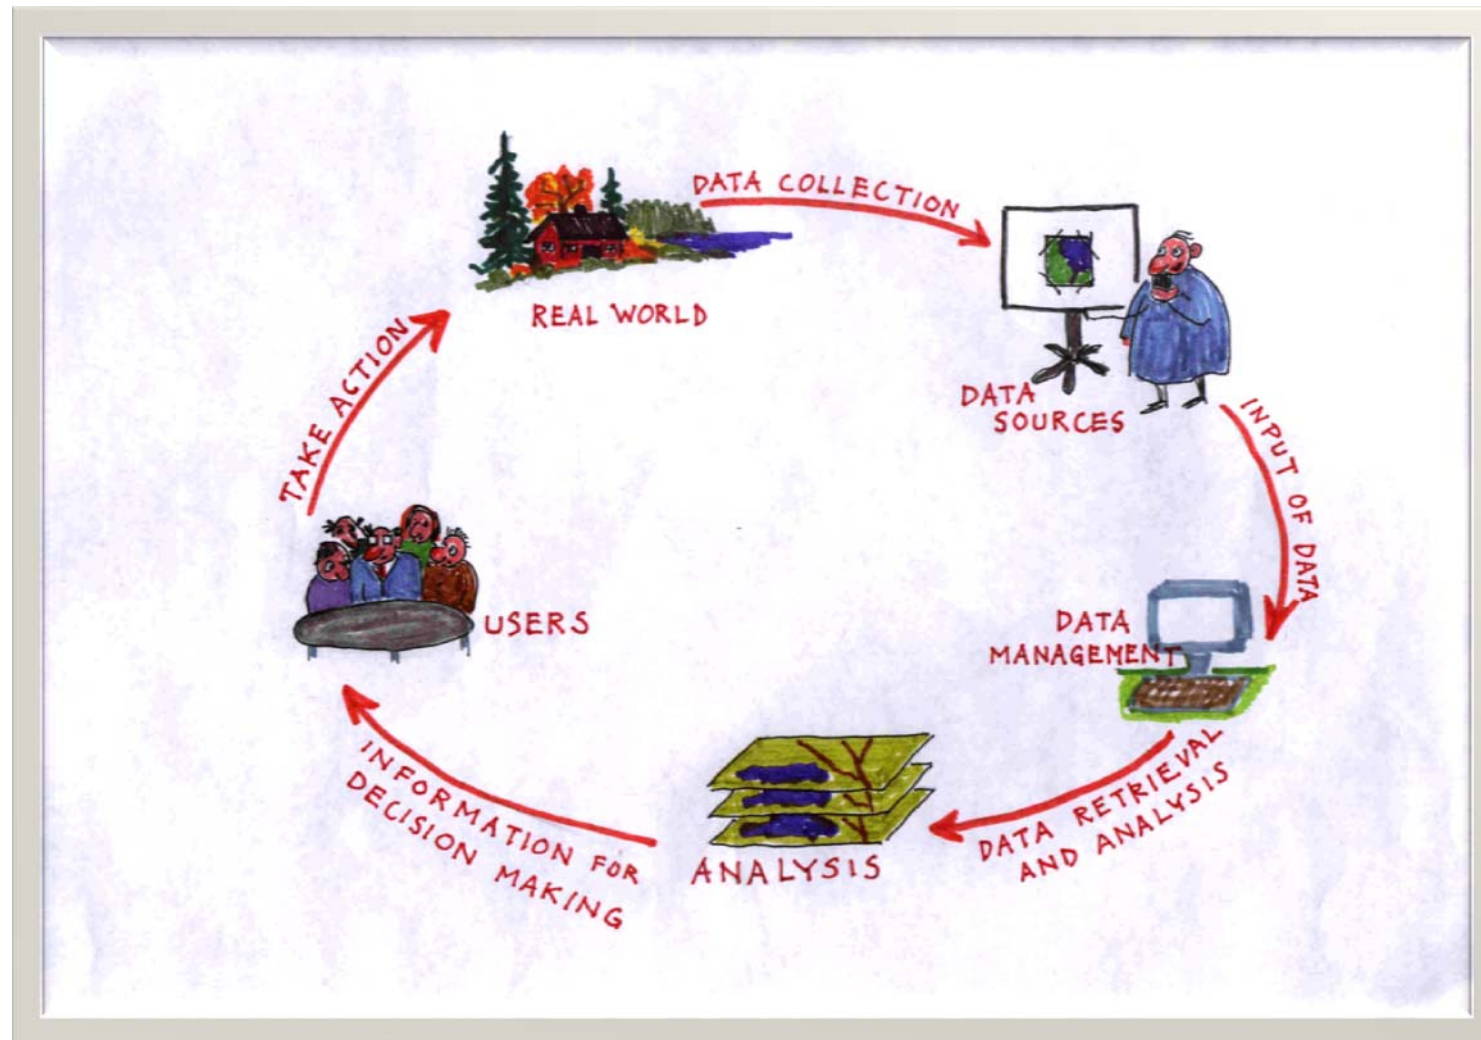 DATA COLLECTION
REAL WORLD
DATA
SOURCES
INPUT OF DATA
DATA
MANAGEMENT
DATA RETRIEVAL
AND ANALYSIS
ANALYSIS
INFORMATION FOR
DECISION MAKING
USERS
TAKE ACTION